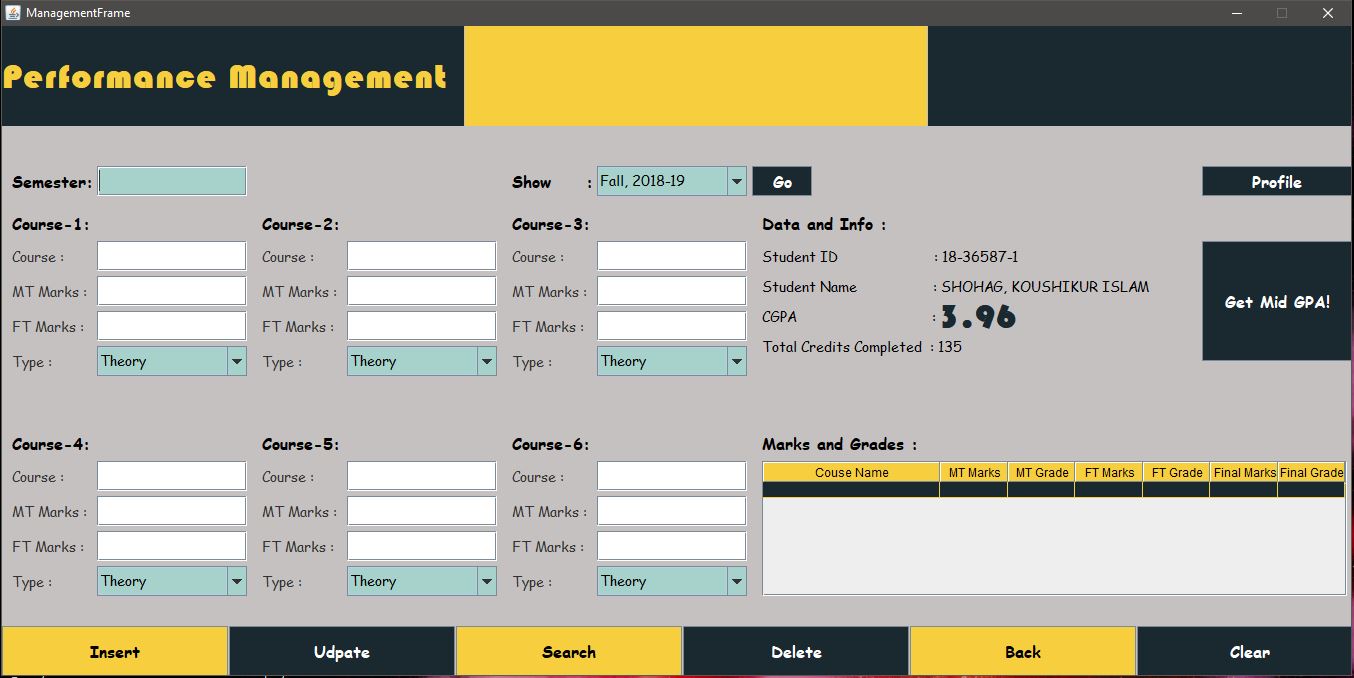 ManagementFrame
Performance Management
Semester:
Show : Fall, 2018-19 Go Profile
Course-1: Course-2: Course-3: Data and Info :
Course : Course : Course : Student ID : 18-36587-1
MT Marks : MT Marks : MT Marks : Student Name : SHOHAG, KOUSHIKUR ISLAM Get Mid GPA!
FT Marks : FT Marks : FT Marks : CGPA : 3.96
Type : Theory Type : Theory Type : Theory Total Credits Completed : 135
Course-4: Course-5: Course-6: Marks and Grades :
Course : Course : Course : Couse Name MT Marks MT Grade FT Marks FT Grade Final Marks Final Grade
MT Marks : MT Marks : MT Marks :
FT Marks : FT Marks : FT Marks :
Type : Theory Type : Theory Type : Theory
Insert Udpate Search Delete Back Clear